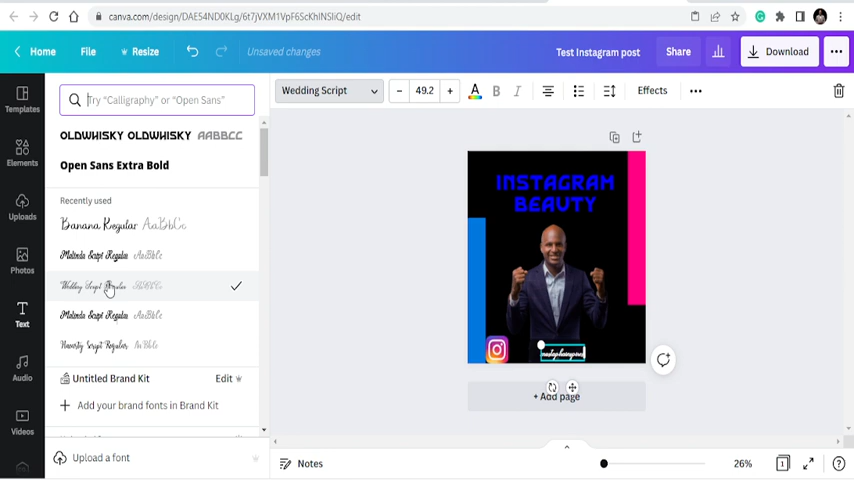 canva.com/design/DAE54ND0KLg/6t7jVXM1VpF6ScKhINSliQ/edit
Home
File
Resize
Unsaved changes
Test Instagram post
Share
Download
Templates
Elements
Uploads
Photos
Text
Audio
Videos
Try "Calligraphy" or "Open Sans"
OLDWHISKY OLDWHISKY AABBCC
Open Sans Extra Bold
Recently used
Banana Regular AaBbCc
Malinda Script Regular AaBbCc
Wedding Script Regular AaBbCc
Malinda Script Regular AaBbCc
Script Regular AaBbCc
Untitled Brand Kit
Edit
Add your brand fonts in Brand Kit
Upload a font
Wedding Script
– 49.2 +
A B I
Effects
INSTAGRAM
BEAUTY
+ Add page
Notes
26%
1